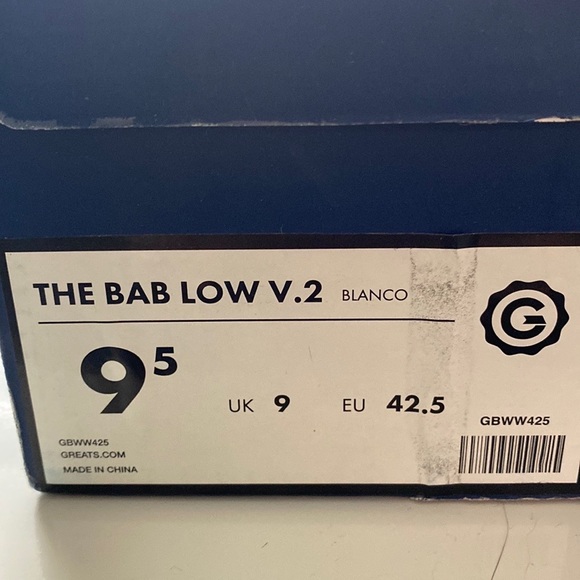 THE BAB LOW V.2 BLANCO
G
9 5
UK 9 EU 42.5
GBWW425
GBWW425
GREATS.COM
MADE IN CHINA